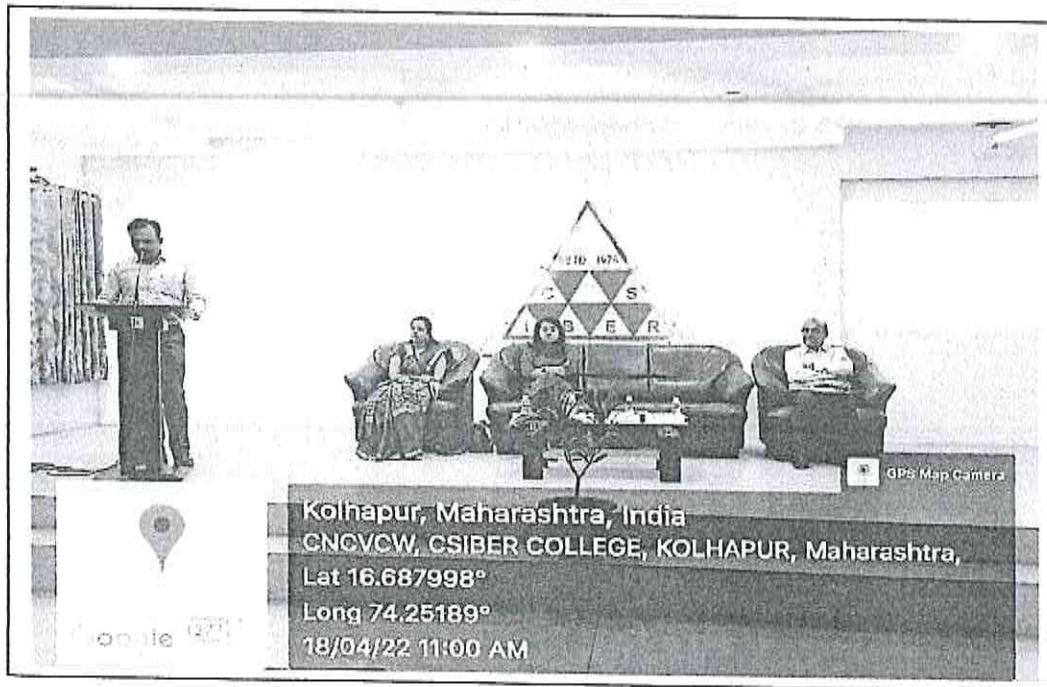 ESTD 1976
C S
I B E R
GPS Map Camera
Kolhapur, Maharashtra, India
CNCVCW, CSIBER COLLEGE, KOLHAPUR, Maharashtra,
Lat 16.687998°
Long 74.25189°
18/04/22 11:00 AM
Google